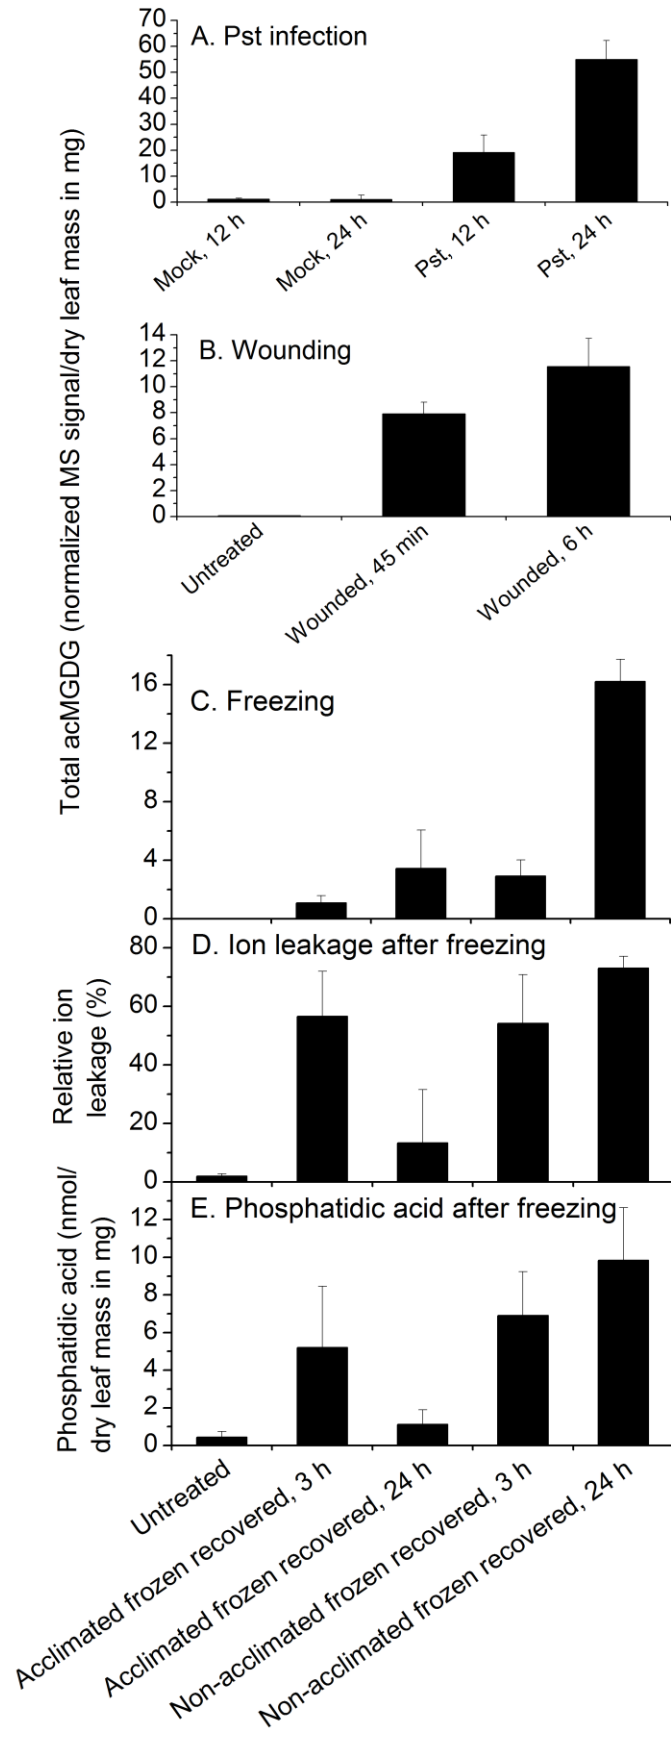 Total acMGDG (normalized MS signal/dry leaf mass in mg)
A. Pst infection
70
60
50
40
30
20
10
0
Mock, 12 h
Mock, 24 h
Pst, 12 h
Pst, 24 h
B. Wounding
14
12
10
8
6
4
2
0
Untreated
Wounded, 45 min
Wounded, 6 h
C. Freezing
16
12
8
4
0
D. Ion leakage after freezing
Relative ion
leakage (%)
80
60
40
20
0
E. Phosphatidic acid after freezing
Phosphatidic acid (nmol/
dry leaf mass in mg)
12
10
8
6
4
2
0
Untreated
Acclimated frozen recovered, 3 h
Acclimated frozen recovered, 24 h
Non-acclimated frozen recovered, 3 h
Non-acclimated frozen recovered, 24 h